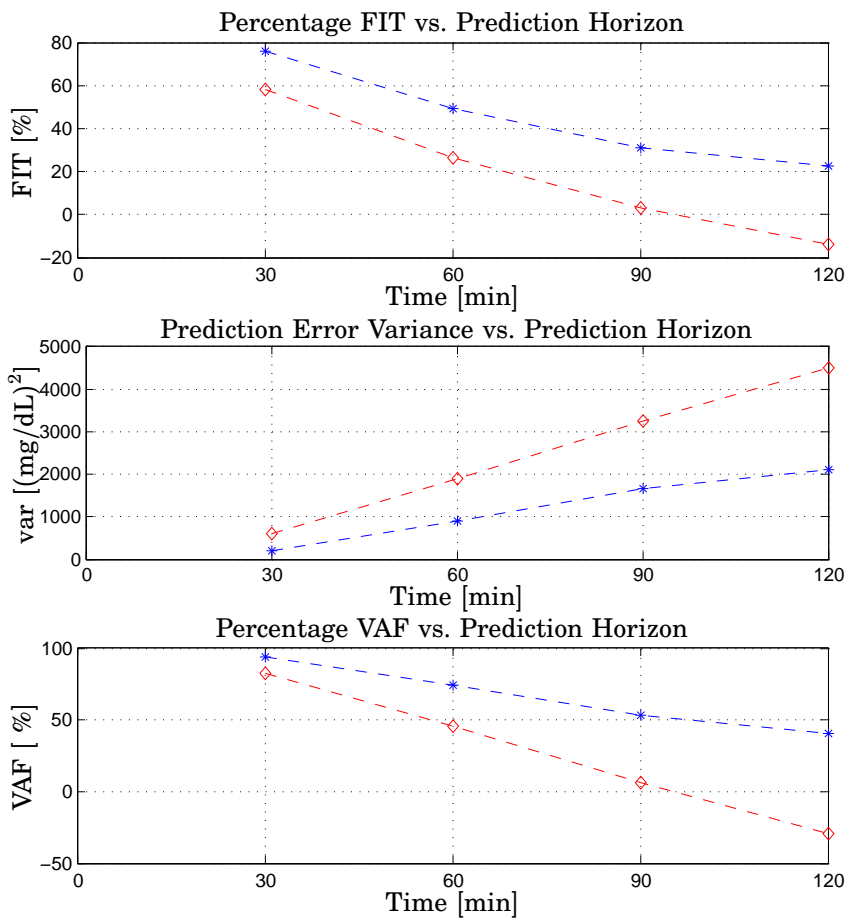 Percentage FIT vs. Prediction Horizon
80
60
40
20
0
−20
FIT [%]
0 30 60 90 120
Time [min]
Prediction Error Variance vs. Prediction Horizon
5000
4000
3000
2000
1000
0
var [(mg/dL)²]
0 30 60 90 120
Time [min]
Percentage VAF vs. Prediction Horizon
100
50
0
−50
VAF [ %]
0 30 60 90 120
Time [min]